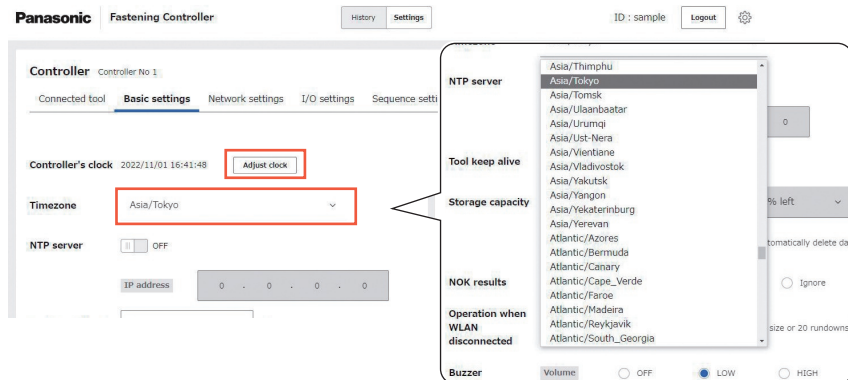 Panasonic Fastening Controller History Settings ID : sample Logout
Controller Controller No 1
Connected tool Basic settings Network settings I/O settings Sequence setti
Controller's clock 2022/11/01 16:41:48 Adjust clock
Timezone Asia/Tokyo
NTP server OFF
IP address 0 . 0 . 0 . 0
NTP server
0
Tool keep alive
Storage capacity
% left
tomatically delete da
NOK results
Ignore
Operation when
WLAN
disconnected
size or 20 rundowns
Asia/Thimphu
Asia/Tokyo
Asia/Tomsk
Asia/Ulaanbaatar
Asia/Urumqi
Asia/Ust-Nera
Asia/Vientiane
Asia/Vladivostok
Asia/Yakutsk
Asia/Yangon
Asia/Yekaterinburg
Asia/Yerevan
Atlantic/Azores
Atlantic/Bermuda
Atlantic/Canary
Atlantic/Cape_Verde
Atlantic/Faroe
Atlantic/Madeira
Atlantic/Reykjavik
Atlantic/South_Georgia
Buzzer Volume OFF LOW HIGH